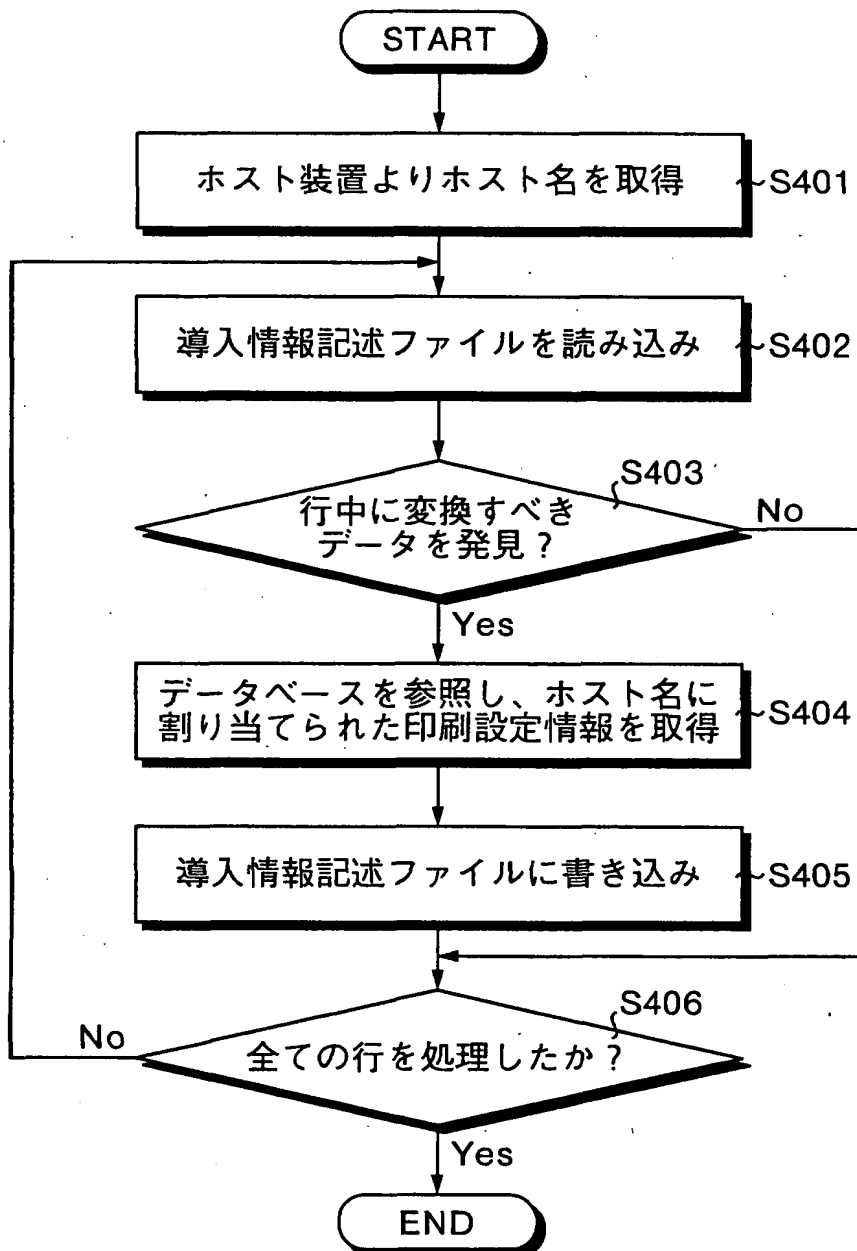 START
ホスト装置よりホスト名を取得
~S401
導入情報記述ファイルを読み込み
~S402
S403
行中に変換すべき
データを発見?
No
Yes
データベースを参照し、ホスト名に
割り当てられた印刷設定情報を取得
~S404
導入情報記述ファイルに書き込み
~S405
S406
No
全ての行を処理したか?
Yes
END